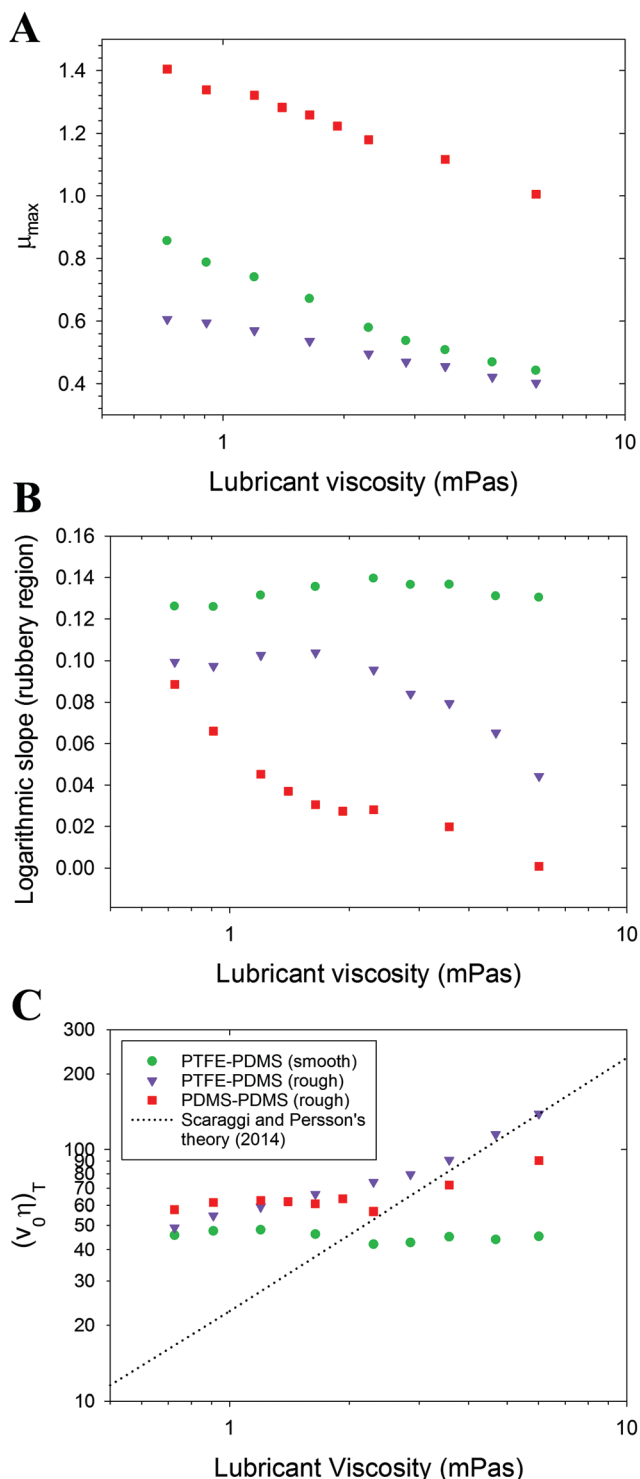 A
1.4
1.2
1.0
0.8
0.6
0.4
μmax
1
10
Lubricant viscosity (mPas)
B
0.16
0.14
0.12
0.10
0.08
0.06
0.04
0.02
0.00
Logarithmic slope (rubbery region)
1
10
Lubricant viscosity (mPas)
C
300
200
100
90
80
70
60
50
40
30
20
10
(v0η)T
PTFE-PDMS (smooth)
PTFE-PDMS (rough)
PDMS-PDMS (rough)
Scaraggi and Persson's
theory (2014)
1
10
Lubricant Viscosity (mPas)